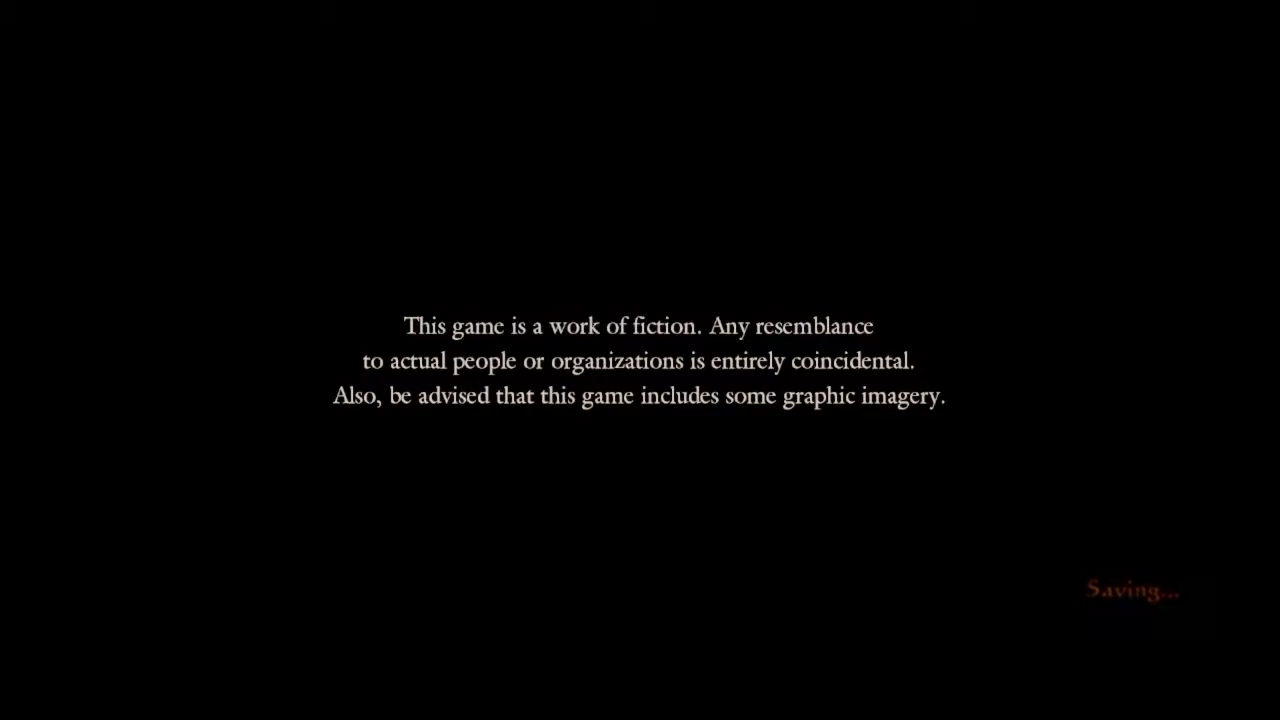 This game is a work of fiction. Any resemblance
to actual people or organizations is entirely coincidental.
Also, be advised that this game includes some graphic imagery.
Saving...